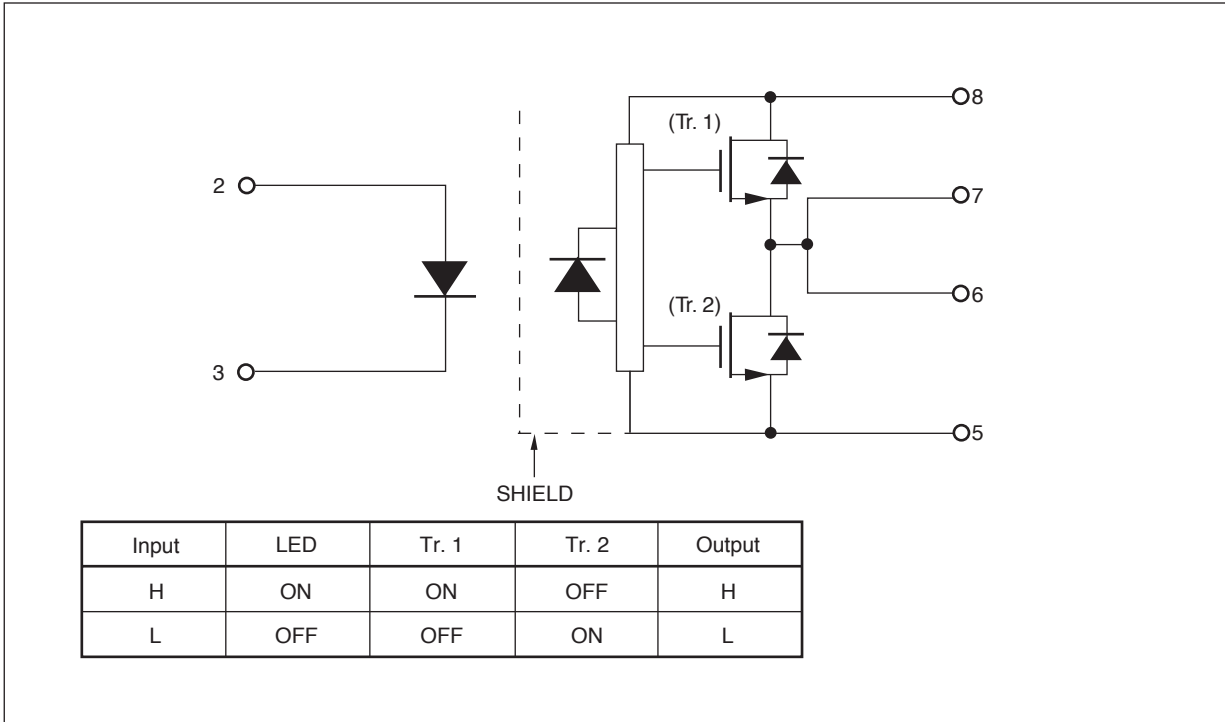 8
(Tr. 1)
2
7
6
(Tr. 2)
3
5
SHIELD
Input LED Tr. 1 Tr. 2 Output
H ON ON OFF H
L OFF OFF ON L